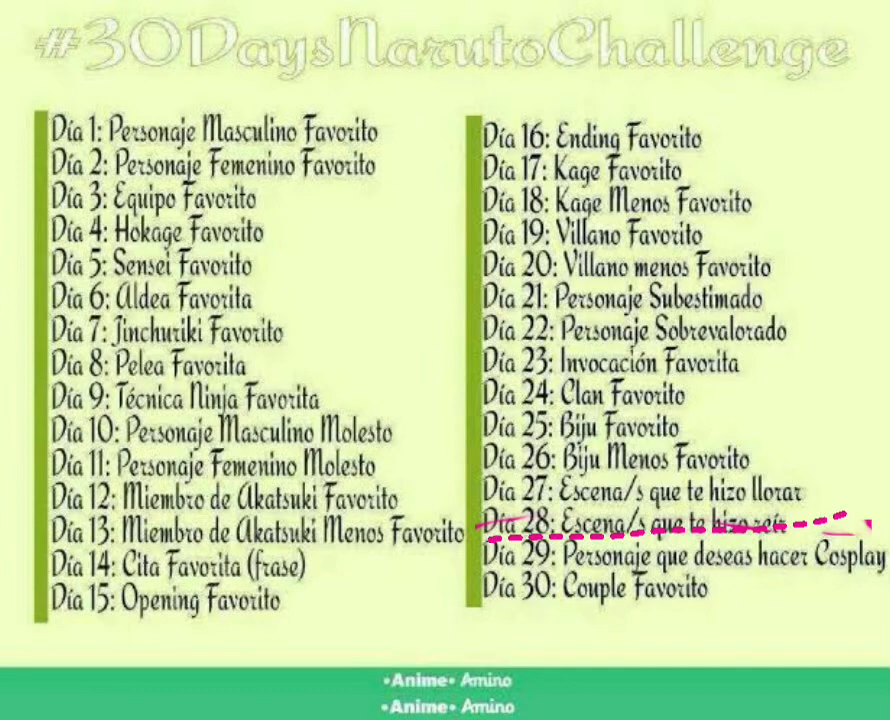 #30DaysNarutoChallenge
Día 1: Personaje Masculino Favorito
Día 2: Personaje Femenino Favorito
Día 3: Equipo Favorito
Día 4: Hokage Favorito
Día 5: Sensei Favorito
Día 6: Aldea Favorita
Día 7: Jinchuriki Favorito
Día 8: Pelea Favorita
Día 9: Técnica Ninja Favorita
Día 10: Personaje Masculino Molesto
Día 11: Personaje Femenino Molesto
Día 12: Miembro de Akatsuki Favorito
Día 13: Miembro de Akatsuki Menos Favorito
Día 14: Cita Favorita (frase)
Día 15: Opening Favorito
Día 16: Ending Favorito
Día 17: Kage Favorito
Día 18: Kage Menos Favorito
Día 19: Villano Favorito
Día 20: Villano menos Favorito
Día 21: Personaje Subestimado
Día 22: Personaje Sobrevalorado
Día 23: Invocación Favorita
Día 24: Clan Favorito
Día 25: Biju Favorito
Día 26: Biju Menos Favorito
Día 27: Escena/s que te hizo llorar
Día 28: Escena/s que te hizo reír
Día 29: Personaje que deseas hacer Cosplay
Día 30: Couple Favorito
•Anime• Amino
•Anime• Amino